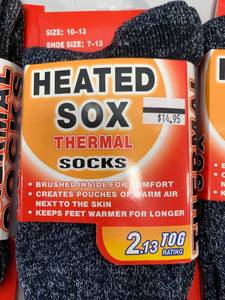 SIZE: 10-13
SHOE SIZE: 7-13
HEATED
SOX
$14.95
THERMAL
SOCKS
• BRUSHED INSIDE FOR COMFORT
• CREATES POUCHES OF WARM AIR
NEXT TO THE SKIN
• KEEPS FEET WARMER FOR LONGER
2.13 TOG
RATING